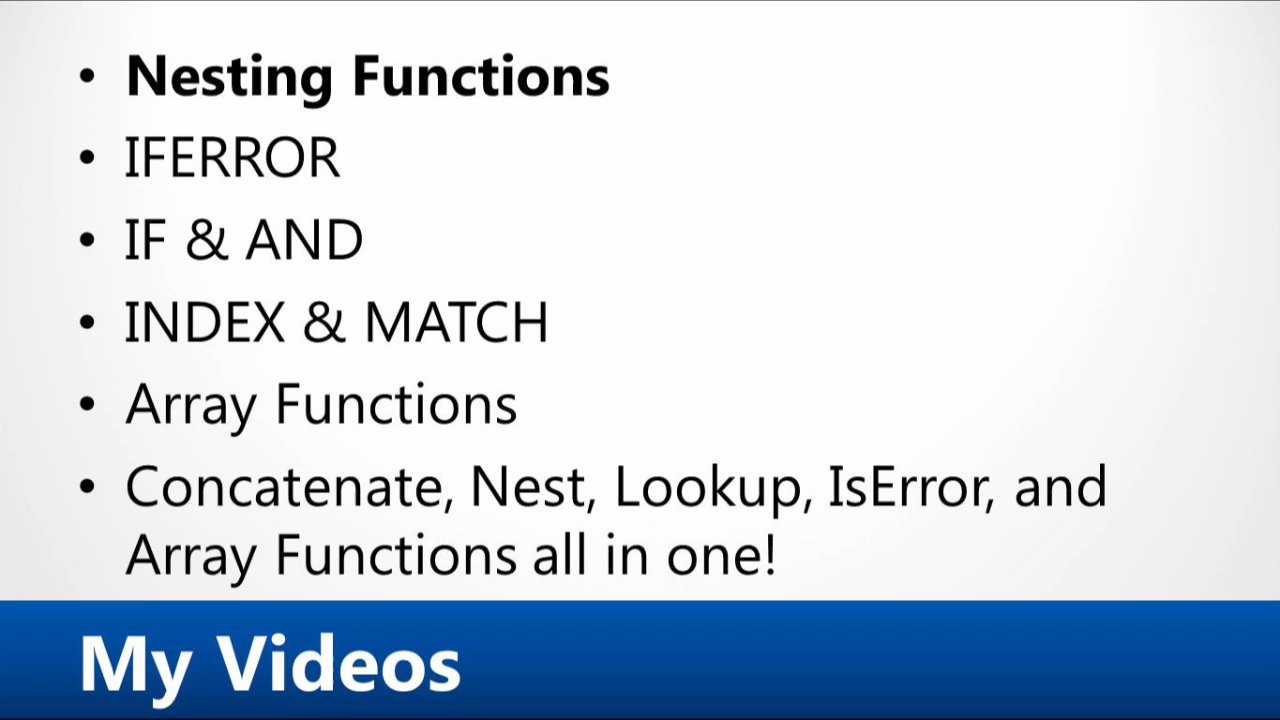 • Nesting Functions
• IFERROR
• IF & AND
• INDEX & MATCH
• Array Functions
• Concatenate, Nest, Lookup, IsError, and
Array Functions all in one!
My Videos